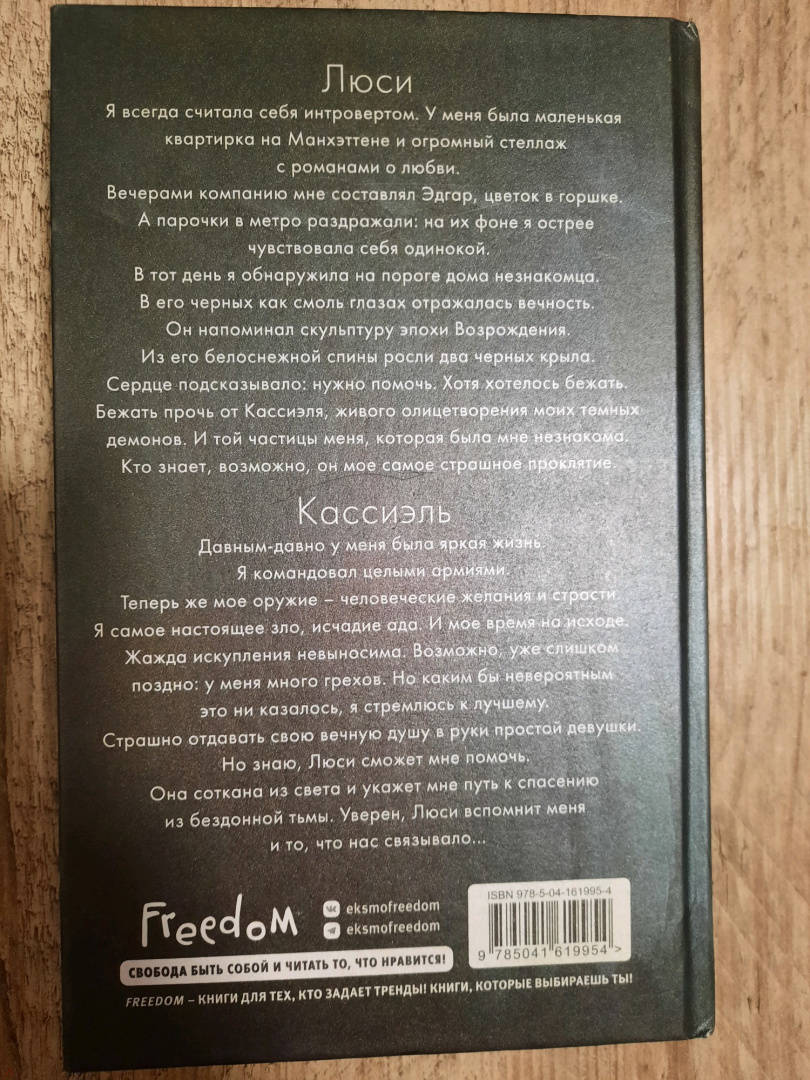 Люси
Я всегда считала себя интровертом. У меня была маленькая
квартирка на Манхэттене и огромный стеллаж
с романами о любви.
Вечерами компанию мне составлял Эдгар, цветок в горшке.
А парочки в метро раздражали: на их фоне я острее
чувствовала себя одинокой.
В тот день я обнаружила на пороге дома незнакомца.
В его черных как смоль глазах отражалась вечность.
Он напоминал скульптуру эпохи Возрождения.
Из его белоснежной спины росли два черных крыла.
Сердце подсказывало: нужно помочь. Хотя хотелось бежать.
Бежать прочь от Кассиэля, живого олицетворения моих темных
демонов. И той частицы меня, которая была мне незнакома.
Кто знает, возможно, он мое самое страшное проклятие.
Кассиэль
Давным-давно у меня была яркая жизнь.
Я командовал целыми армиями.
Теперь же мое оружие – человеческие желания и страсти.
Я самое настоящее зло, исчадие ада. И мое время на исходе.
Жажда искупления невыносима. Возможно, уже слишком
поздно: у меня много грехов. Но каким бы невероятным
это ни казалось, я стремлюсь к лучшему.
Страшно отдавать свою вечную душу в руки простой девушки.
Но знаю, Люси сможет мне помочь.
Она соткана из света и укажет мне путь к спасению
из бездонной тьмы. Уверен, Люси вспомнит меня
и то, что нас связывало...
FreedoM
eksmofreedom
eksmofreedom
СВОБОДА БЫТЬ СОБОЙ И ЧИТАТЬ ТО, ЧТО НРАВИТСЯ!
FREEDOM – КНИГИ ДЛЯ ТЕХ, КТО ЗАДАЕТ ТРЕНДЫ! КНИГИ, КОТОРЫЕ ВЫБИРАЕШЬ ТЫ!
ISBN 978-5-04-161995-4
9 785041 619954 >